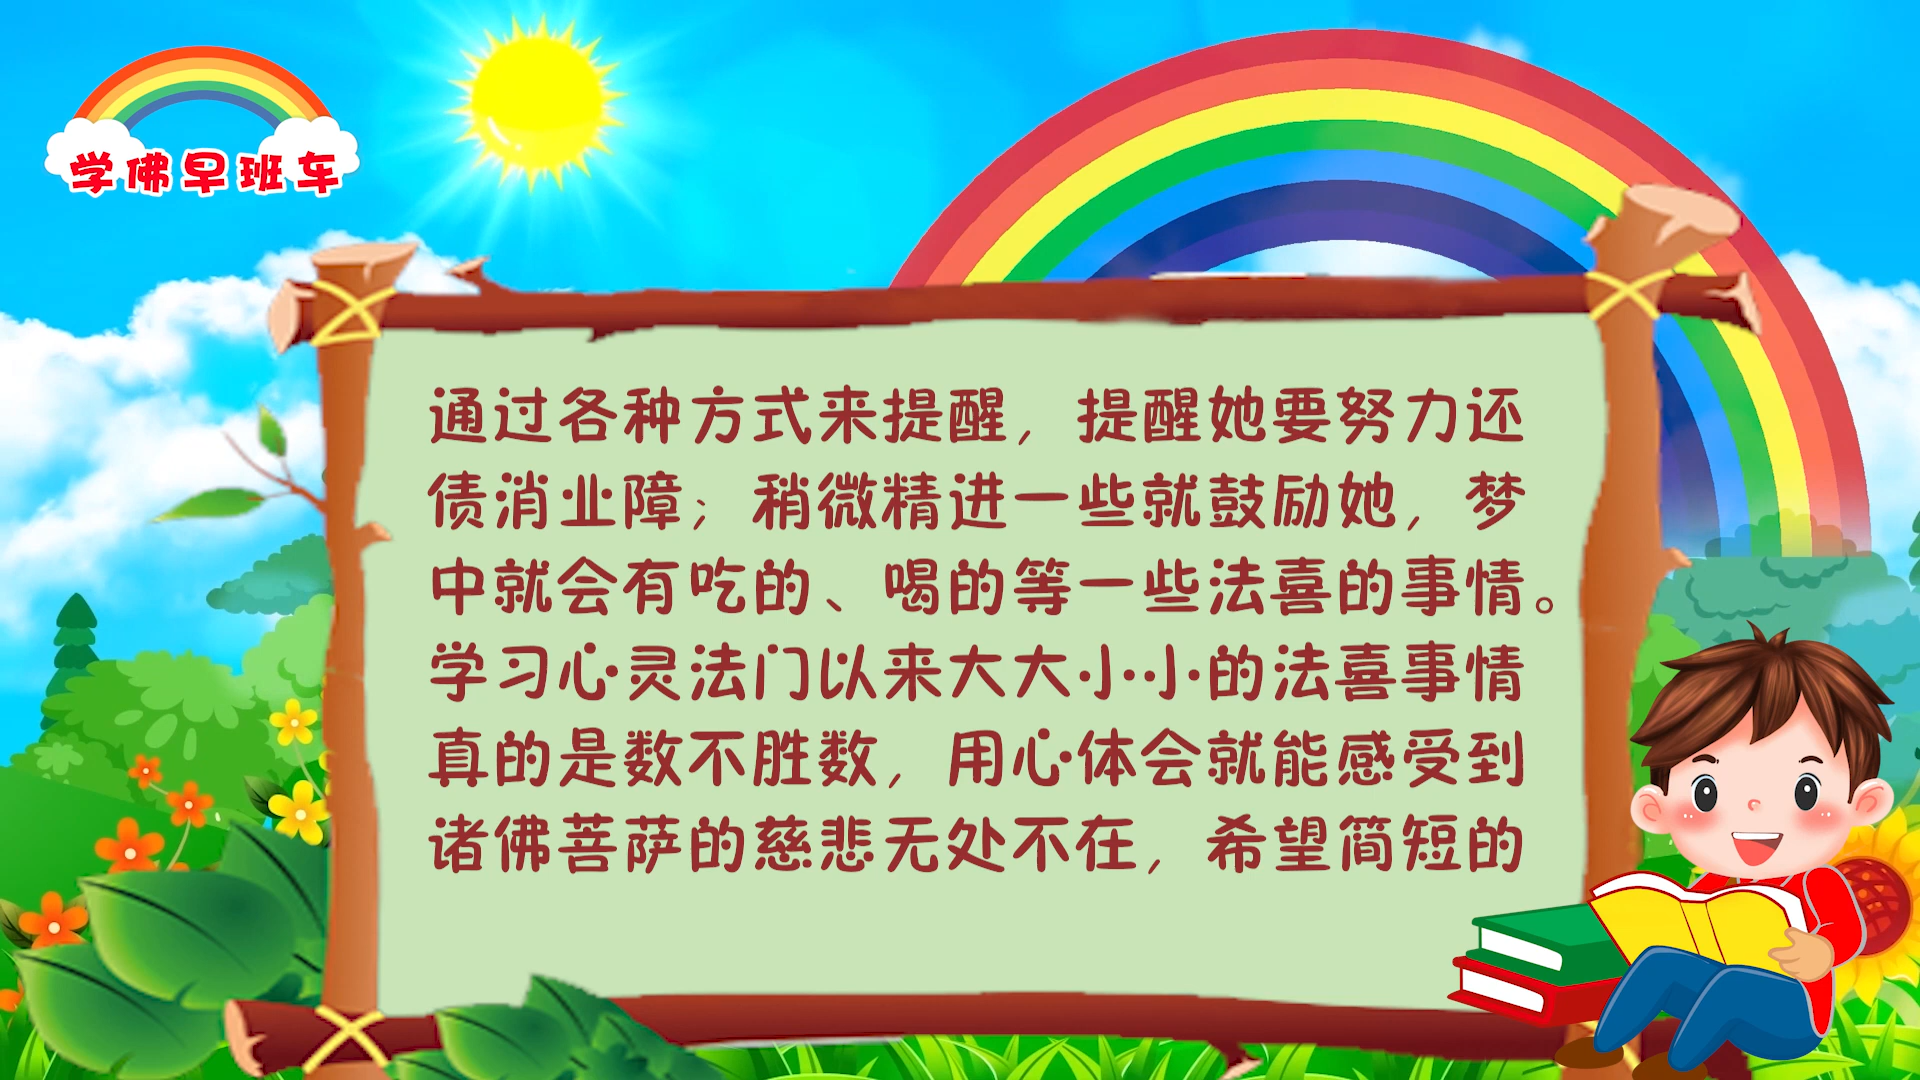 学佛早班车
通过各种方式来提醒，提醒她要努力还
债消业障；稍微精进一些就鼓励她，梦
中就会有吃的、喝的等一些法喜的事情。
学习心灵法门以来大大小小的法喜事情
真的是数不胜数，用心体会就能感受到
诸佛菩萨的慈悲无处不在，希望简短的